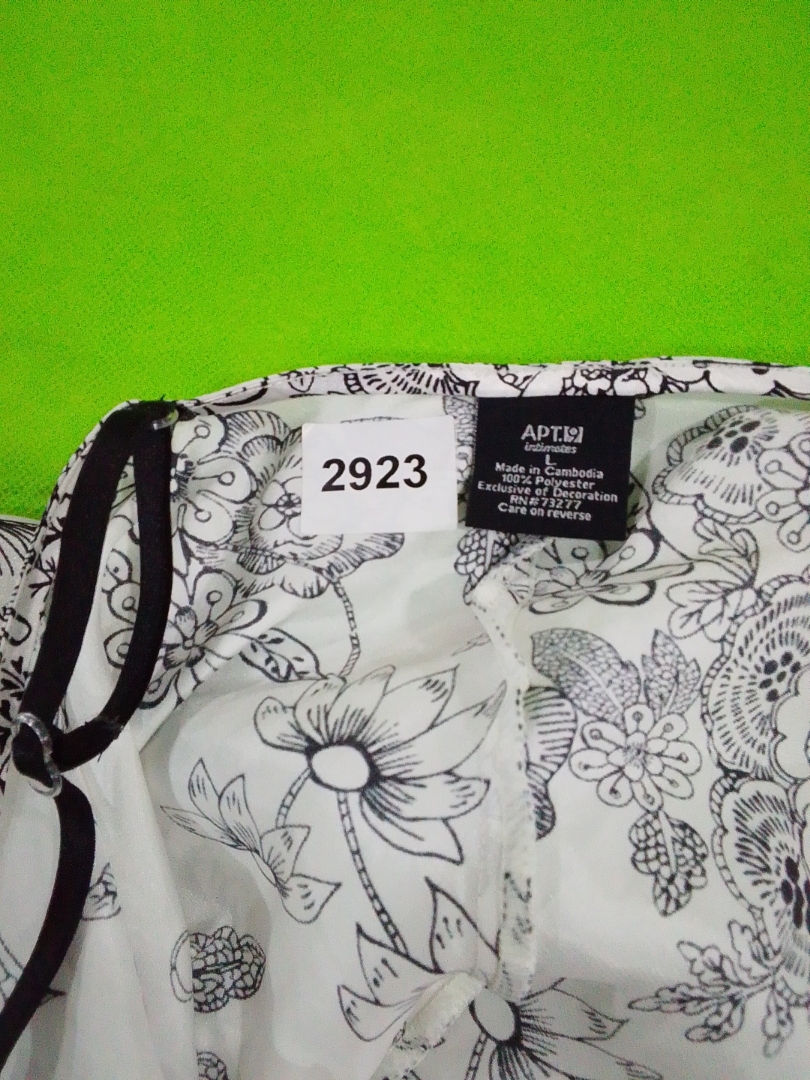 2923
APT.9
intimates
L
Made in Cambodia
100% Polyester
Exclusive of Decoration
RN#73277
Care on reverse